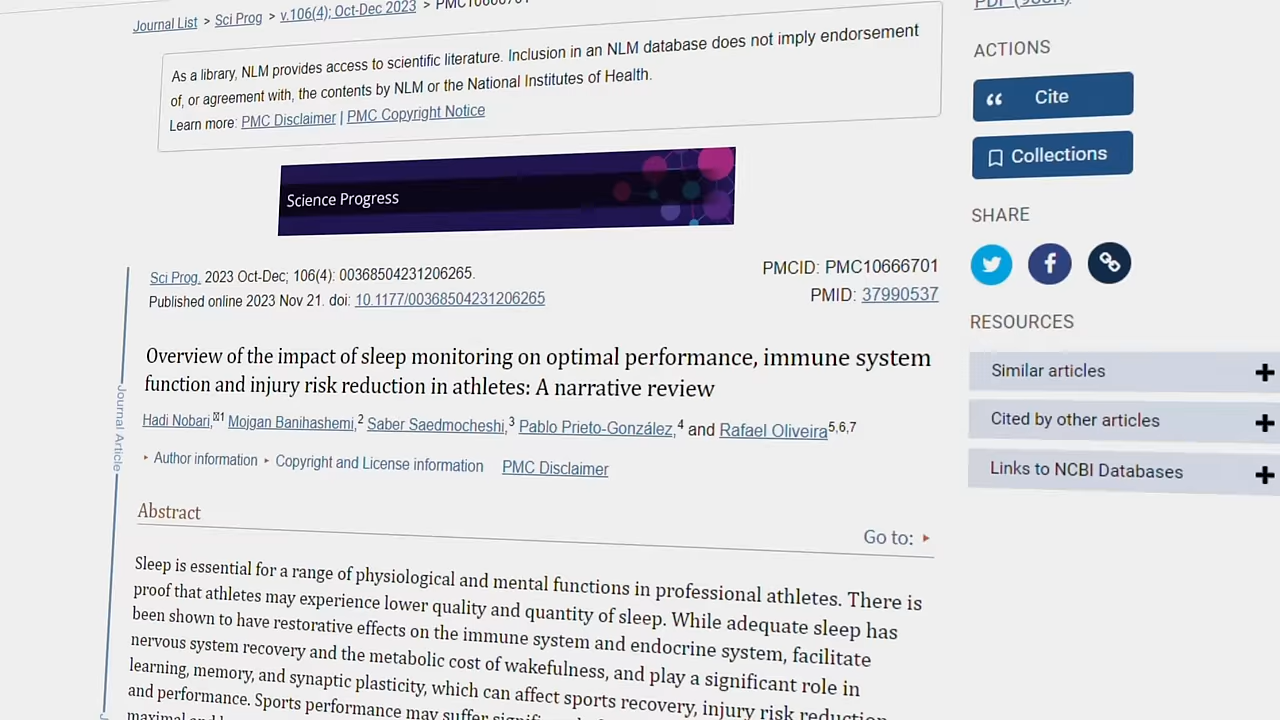 Journal List > Sci Prog > v.106(4); Oct-Dec 2023 > PMC10666701
PDF
As a library, NLM provides access to scientific literature. Inclusion in an NLM database does not imply endorsement
of, or agreement with, the contents by NLM or the National Institutes of Health.
Learn more: PMC Disclaimer | PMC Copyright Notice
ACTIONS
Cite
Collections
SHARE
RESOURCES
Similar articles
Cited by other articles
Links to NCBI Databases
Science Progress
Sci Prog. 2023 Oct-Dec; 106(4): 00368504231206265.
Published online 2023 Nov 21. doi: 10.1177/00368504231206265
PMCID: PMC10666701
PMID: 37990537
Journal Article
Overview of the impact of sleep monitoring on optimal performance, immune system
function and injury risk reduction in athletes: A narrative review
Hadi Nobari,✉1 Mojgan Banihashemi,2 Saber Saedmocheshi,3 Pablo Prieto-González,4 and Rafael Oliveira5,6,7
▸ Author information ▸ Copyright and License information PMC Disclaimer
Abstract
Go to: ▸
Sleep is essential for a range of physiological and mental functions in professional athletes. There is
proof that athletes may experience lower quality and quantity of sleep. While adequate sleep has
been shown to have restorative effects on the immune system and endocrine system, facilitate
nervous system recovery and the metabolic cost of wakefulness, and play a significant role in
learning, memory, and synaptic plasticity, which can affect sports recovery, injury risk reduction
and performance. Sports performance may suffer
maximal and